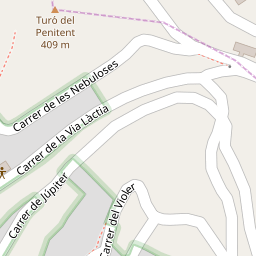 Turó del
Penitent
409 m
Carrer de les Nebuloses
Carrer de la Via Làctia
Carrer de Júpiter
Carrer del Violer